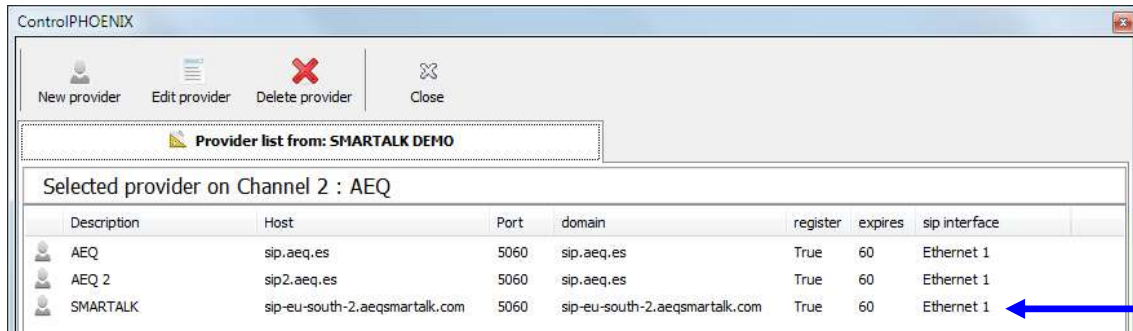 ControlPHOENIX
New provider Edit provider Delete provider Close
Provider list from: SMARTALK DEMO
Selected provider on Channel 2 : AEQ
Description Host Port domain register expires sip interface
AEQ sip.aeq.es 5060 sip.aeq.es True 60 Ethernet 1
AEQ 2 sip2.aeq.es 5060 sip.aeq.es True 60 Ethernet 1
SMARTALK sip-eu-south-2.aeqsmartalk.com 5060 sip-eu-south-2.aeqsmartalk.com True 60 Ethernet 1